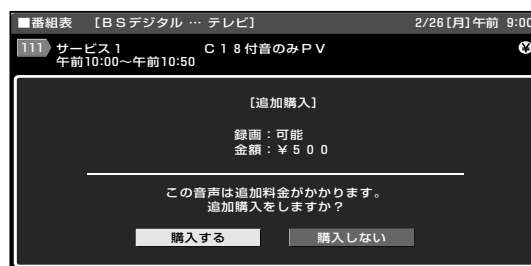 ■番組表 [BSデジタル … テレビ] 2/26[月]午前 9:00
111 サービス1 C18付音のみPV ¥
午前10:00～午前10:50
[追加購入]
録画:可能
金額:¥500
この音声は追加料金がかかります。
追加購入をしますか？
購入する 購入しない